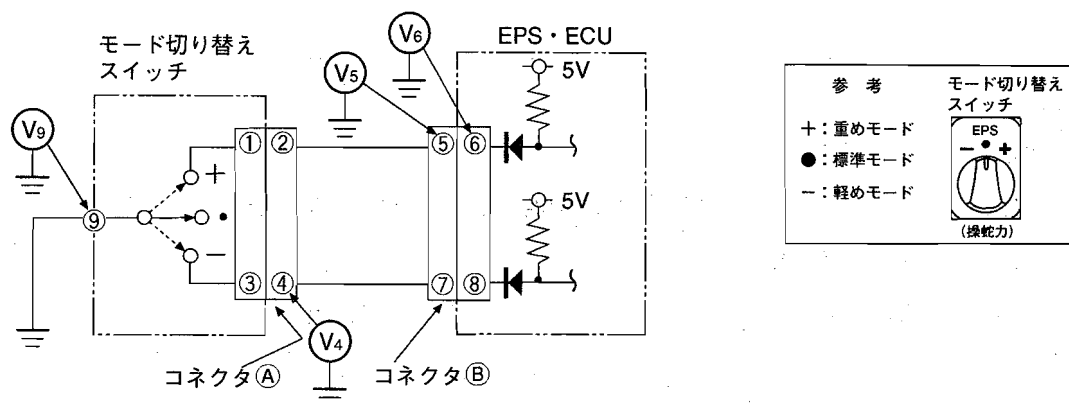 モード切り替え
スイッチ
V9
V5
V6
EPS・ECU
5V
5V
① ② ⑤ ⑥
+
⑨ •
−
③ ④ ⑦ ⑧
V4
コネクタⒶ
コネクタⒷ
参 考
+：重めモード
●：標準モード
−：軽めモード
モード切り替え
スイッチ
EPS
− • +
(操蛇力)